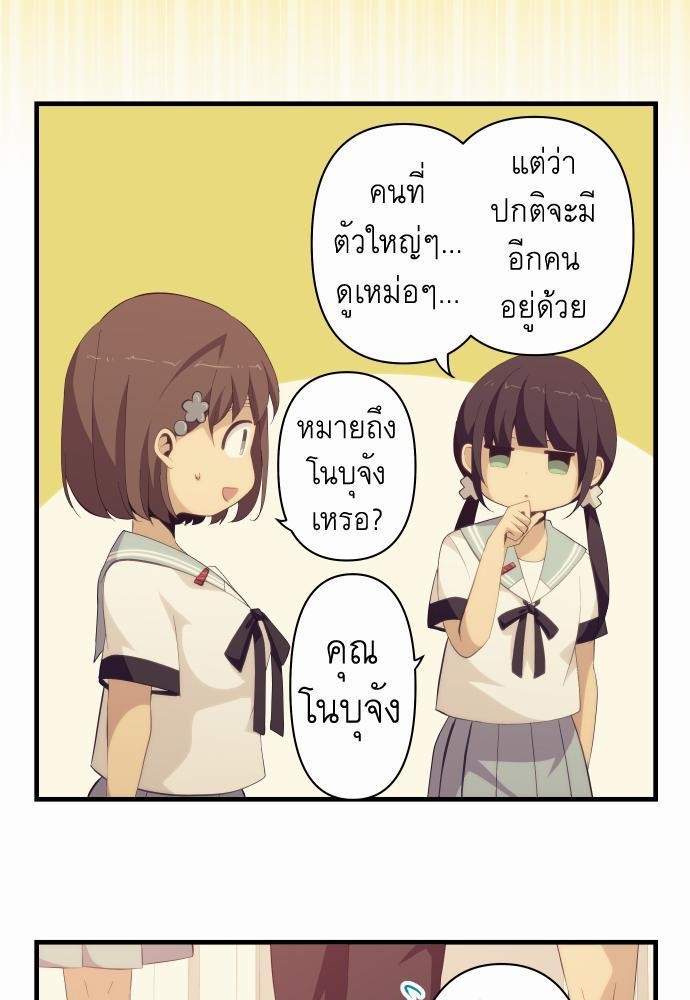 แต่ว่า
ปกติจะมี
อีกคน
อยู่ด้วย
คนที่
ตัวใหญ่ๆ...
ดูเหม่อๆ...
หมายถึง
โนบุจัง
เหรอ?
คุณ
โนบุจัง